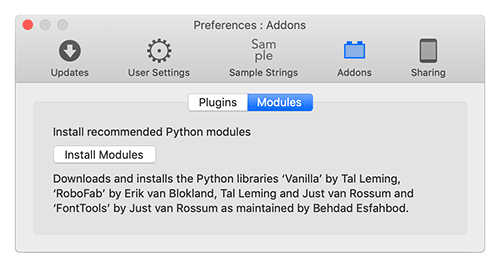 Preferences : Addons
Sam
ple
Updates
User Settings
Sample Strings
Addons
Sharing
Plugins
Modules
Install recommended Python modules
Install Modules
Downloads and installs the Python libraries ‘Vanilla’ by Tal Leming,
‘RoboFab’ by Erik van Blokland, Tal Leming and Just van Rossum and
‘FontTools’ by Just van Rossum as maintained by Behdad Esfahbod.